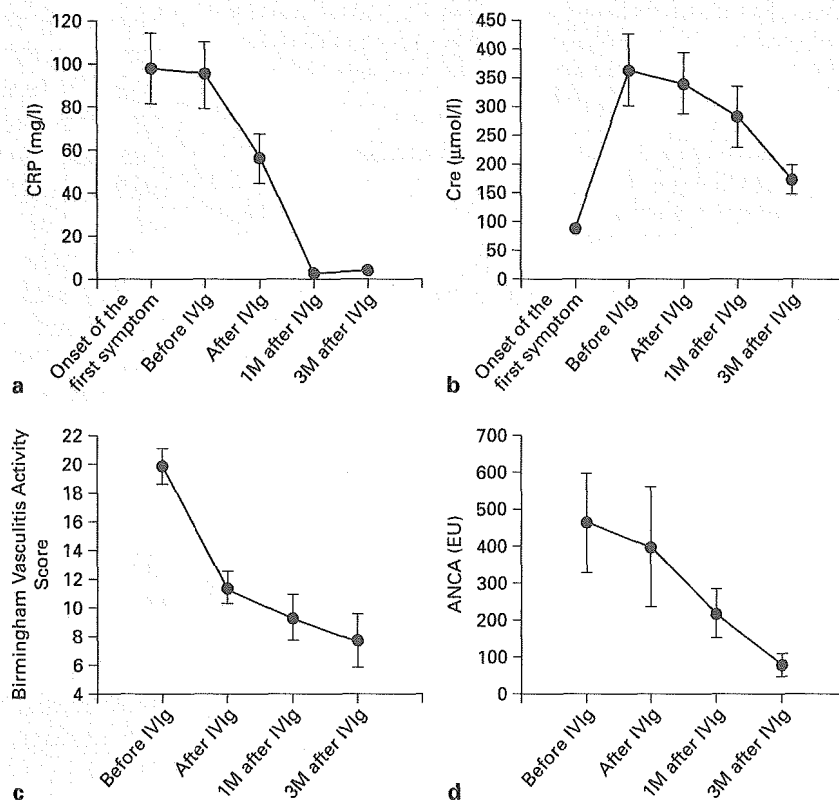 120
100
80
60
40
20
0
CRP (mg/l)
Onset of the
first symptom
Before IVIg
After IVIg
1M after IVIg
3M after IVIg
a
450
400
350
300
250
200
150
100
50
0
Cre (μmol/l)
Onset of the
first symptom
Before IVIg
After IVIg
1M after IVIg
3M after IVIg
b
22
20
18
16
14
12
10
8
6
4
Birmingham Vasculitis Activity
Score
Before IVIg
After IVIg
1M after IVIg
3M after IVIg
c
700
600
500
400
300
200
100
0
ANCA (EU)
Before IVIg
After IVIg
1M after IVIg
3M after IVIg
d